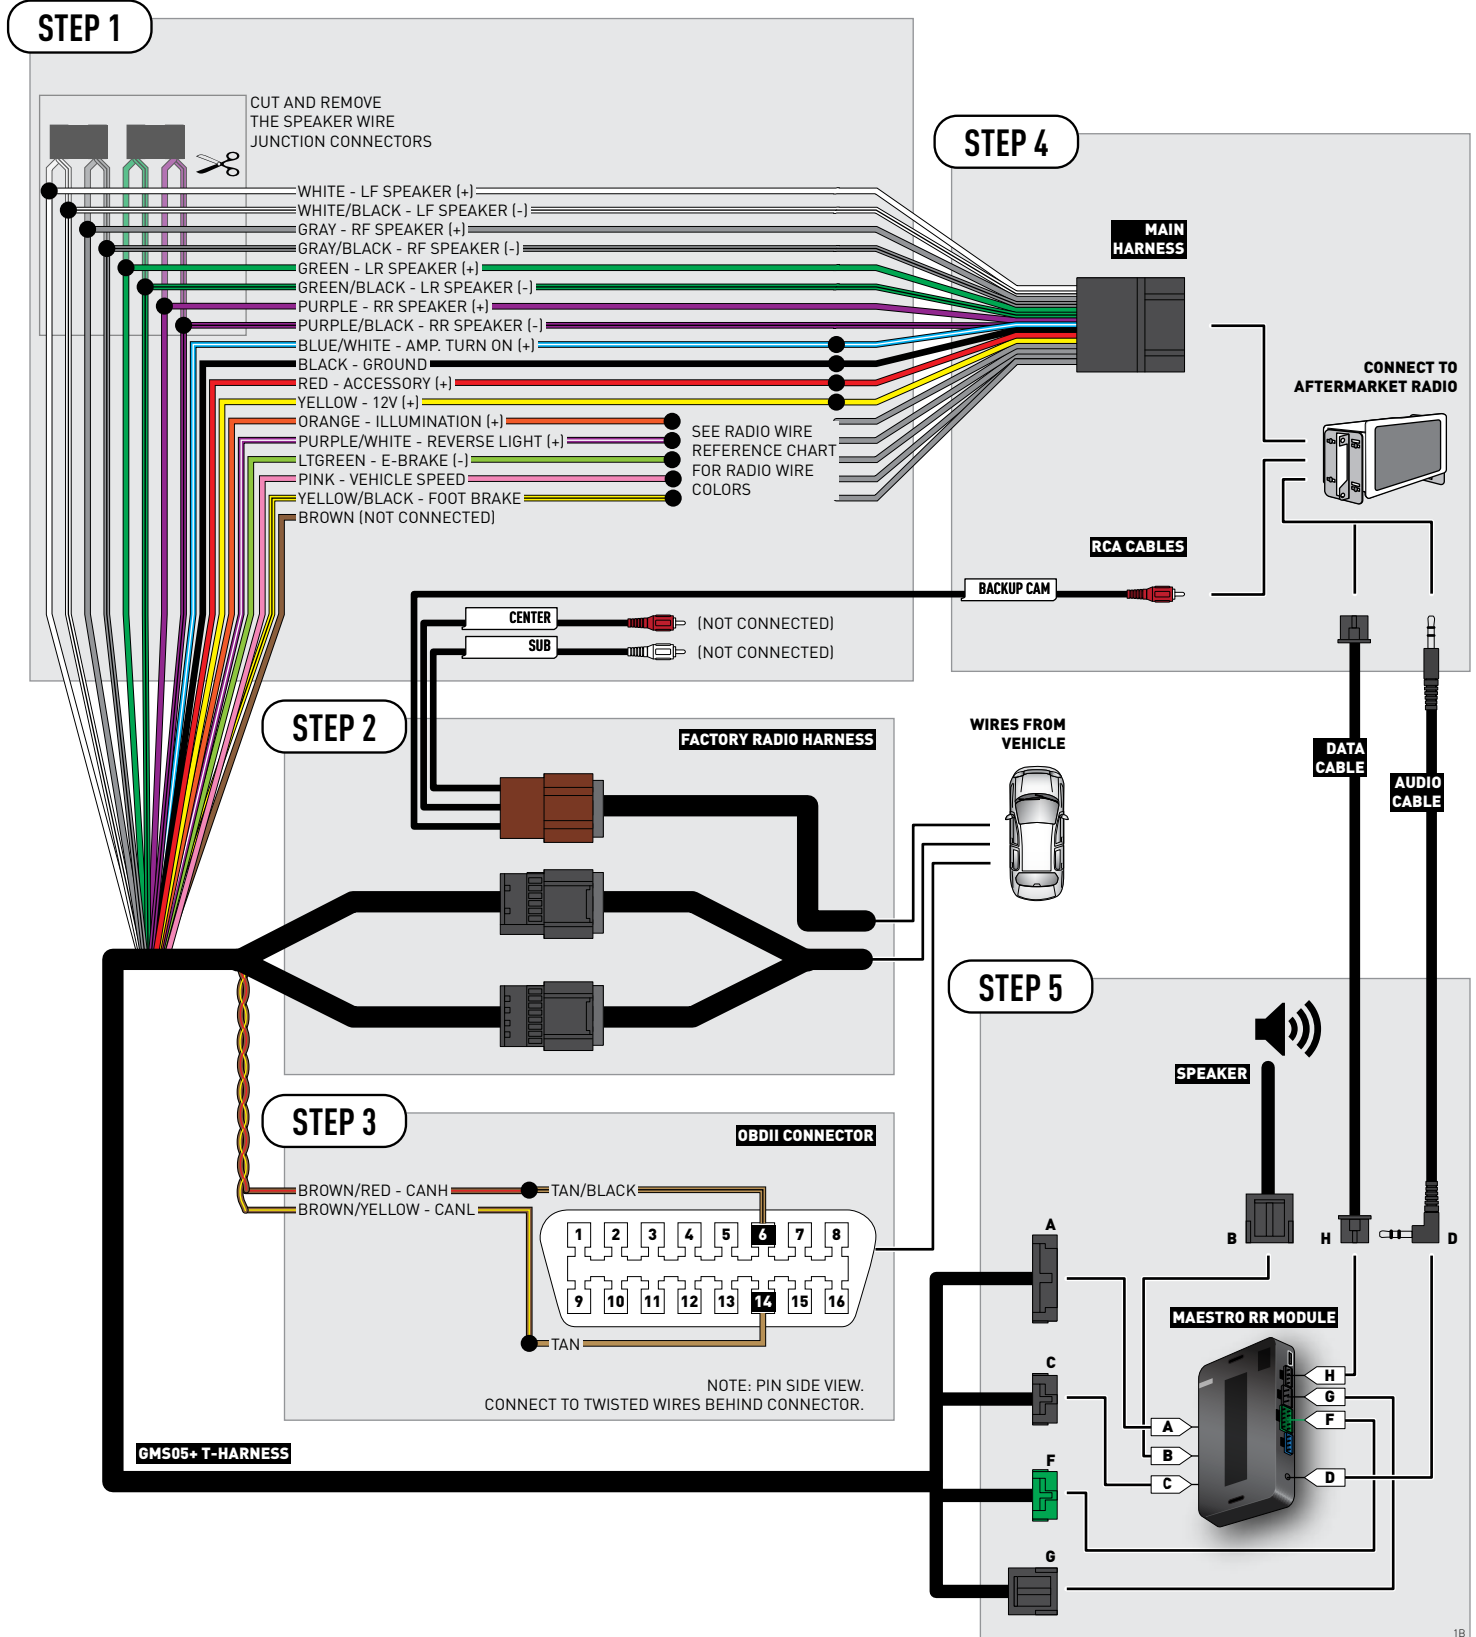 STEP 1
CUT AND REMOVE
THE SPEAKER WIRE
JUNCTION CONNECTORS
WHITE - LF SPEAKER (+)
WHITE/BLACK - LF SPEAKER (-)
GRAY - RF SPEAKER (+)
GRAY/BLACK - RF SPEAKER (-)
GREEN - LR SPEAKER (+)
GREEN/BLACK - LR SPEAKER (-)
PURPLE - RR SPEAKER (+)
PURPLE/BLACK - RR SPEAKER (-)
BLUE/WHITE - AMP. TURN ON (+)
BLACK - GROUND
RED - ACCESSORY (+)
YELLOW - 12V (+)
ORANGE - ILLUMINATION (+)
PURPLE/WHITE - REVERSE LIGHT (+)
LTGREEN - E-BRAKE (-)
PINK - VEHICLE SPEED
YELLOW/BLACK - FOOT BRAKE
BROWN (NOT CONNECTED)
SEE RADIO WIRE
REFERENCE CHART
FOR RADIO WIRE
COLORS
STEP 4
MAIN
HARNESS
CONNECT TO
AFTERMARKET RADIO
RCA CABLES
BACKUP CAM
CENTER
(NOT CONNECTED)
SUB
(NOT CONNECTED)
STEP 2
FACTORY RADIO HARNESS
WIRES FROM
VEHICLE
DATA
CABLE
AUDIO
CABLE
STEP 3
OBDII CONNECTOR
BROWN/RED - CANH
TAN/BLACK
BROWN/YELLOW - CANL
1 2 3 4 5 6 7 8
9 10 11 12 13 14 15 16
TAN
NOTE: PIN SIDE VIEW.
CONNECT TO TWISTED WIRES BEHIND CONNECTOR.
GMS05+ T-HARNESS
STEP 5
SPEAKER
B
H
D
A
C
F
G
MAESTRO RR MODULE
H
G
F
D
A
B
C
1B